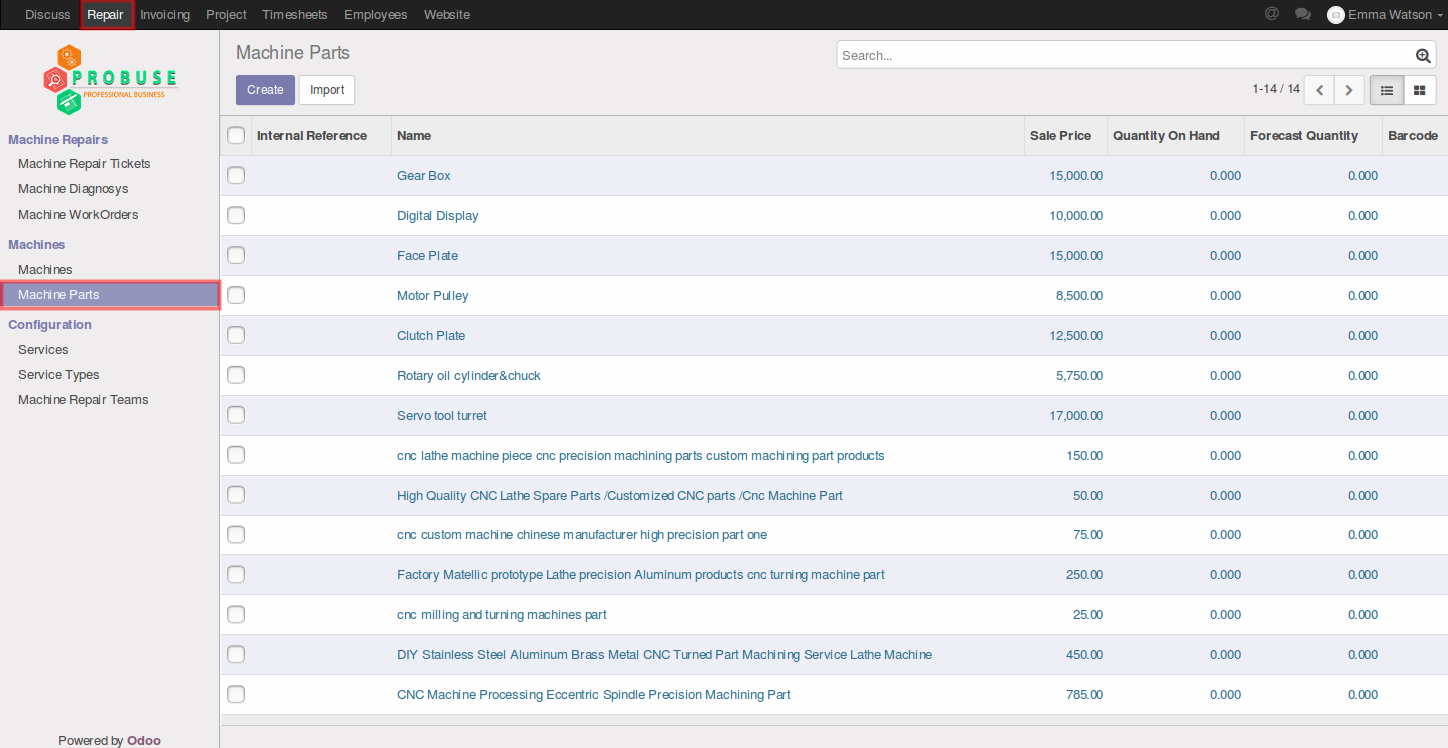 Discuss Repair Invoicing Project Timesheets Employees Website @ Emma Watson
PROBUSE
PROFESSIONAL BUSINESS
Machine Repairs
Machine Repair Tickets
Machine Diagnosys
Machine WorkOrders
Machines
Machines
Machine Parts
Configuration
Services
Service Types
Machine Repair Teams
Powered by Odoo
Machine Parts
Search...
Create Import
1-14 / 14
Internal Reference Name Sale Price Quantity On Hand Forecast Quantity Barcode
Gear Box 15,000.00 0.000 0.000
Digital Display 10,000.00 0.000 0.000
Face Plate 15,000.00 0.000 0.000
Motor Pulley 8,500.00 0.000 0.000
Clutch Plate 12,500.00 0.000 0.000
Rotary oil cylinder&chuck 5,750.00 0.000 0.000
Servo tool turret 17,000.00 0.000 0.000
cnc lathe machine piece cnc precision machining parts custom machining part products 150.00 0.000 0.000
High Quality CNC Lathe Spare Parts /Customized CNC parts /Cnc Machine Part 50.00 0.000 0.000
cnc custom machine chinese manufacturer high precision part one 75.00 0.000 0.000
Factory Matellic prototype Lathe precision Aluminum products cnc turning machine part 250.00 0.000 0.000
cnc milling and turning machines part 25.00 0.000 0.000
DIY Stainless Steel Aluminum Brass Metal CNC Turned Part Machining Service Lathe Machine 450.00 0.000 0.000
CNC Machine Processing Eccentric Spindle Precision Machining Part 785.00 0.000 0.000